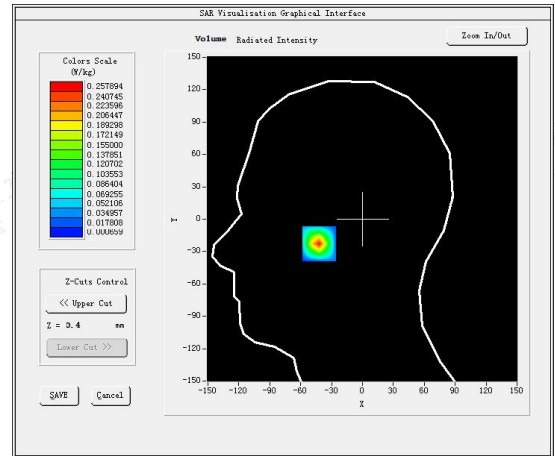 SAR Visualisation Graphical Interface
Volume Radiated Intensity
Zoom In/Out
Colors Scale
(W/kg)
0.257894
0.240745
0.223596
0.206447
0.189298
0.172149
0.155000
0.137851
0.120702
0.103553
0.086404
0.069255
0.052106
0.034957
0.017808
0.000659
Z-Cuts Control
<< Upper Cut
Z = 0.4 mm
Lower Cut >>
SAVE Cancel
150
120
90
60
30
0
-30
-60
-90
-120
-150
Y
-150 -120 -90 -60 -30 0 30 60 90 120 150
X